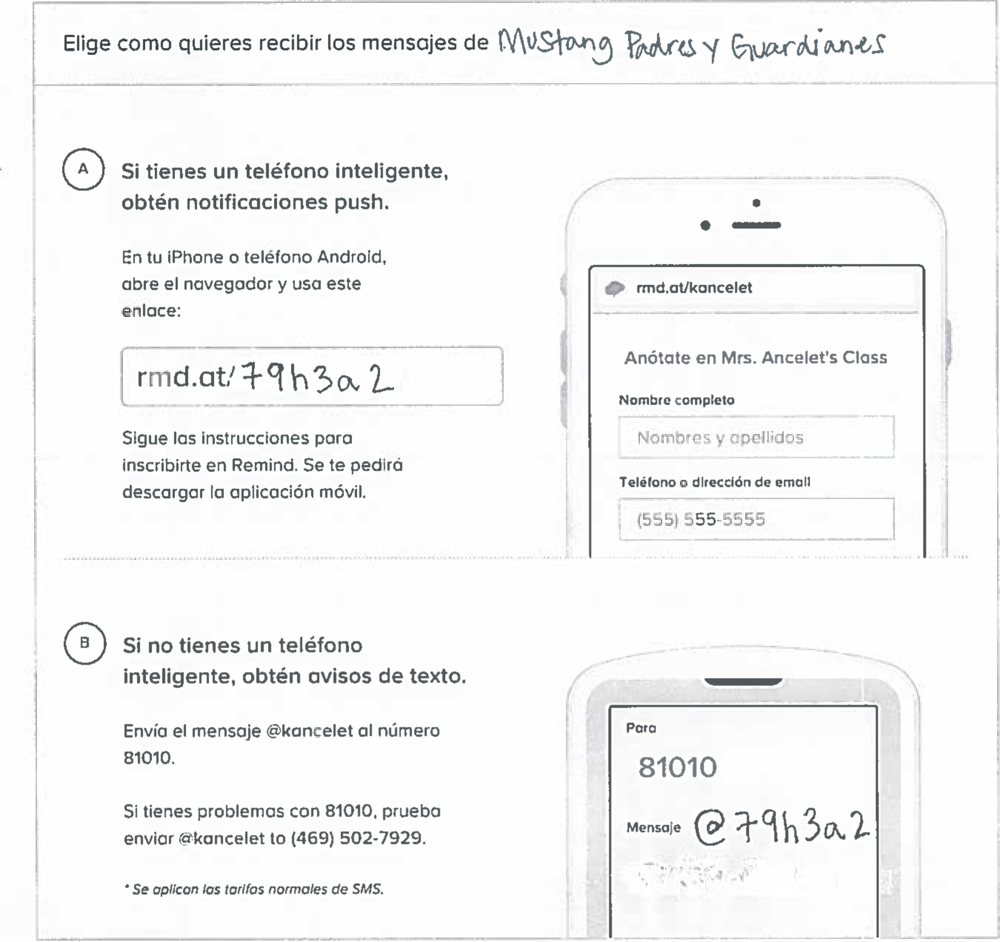 Elige como quieres recibir los mensajes de Mustang Padres y Guardianes
A
Si tienes un teléfono inteligente,
obtén notificaciones push.
En tu iPhone o teléfono Android,
abre el navegador y usa este
enlace:
rmd.at/79h3a2
Sigue las instrucciones para
inscribirte en Remind. Se te pedirá
descargar la aplicación móvil.
rmd.at/kancelet
Anótate en Mrs. Ancelet's Class
Nombre completo
Nombres y apellidos
Teléfono o dirección de email
(555) 555-5555
B
Si no tienes un teléfono
inteligente, obtén avisos de texto.
Envía el mensaje @kancelet al número
81010.
Si tienes problemas con 81010, prueba
enviar @kancelet to (469) 502-7929.
* Se aplican las tarifas normales de SMS.
Para
81010
Mensaje @79h3a2